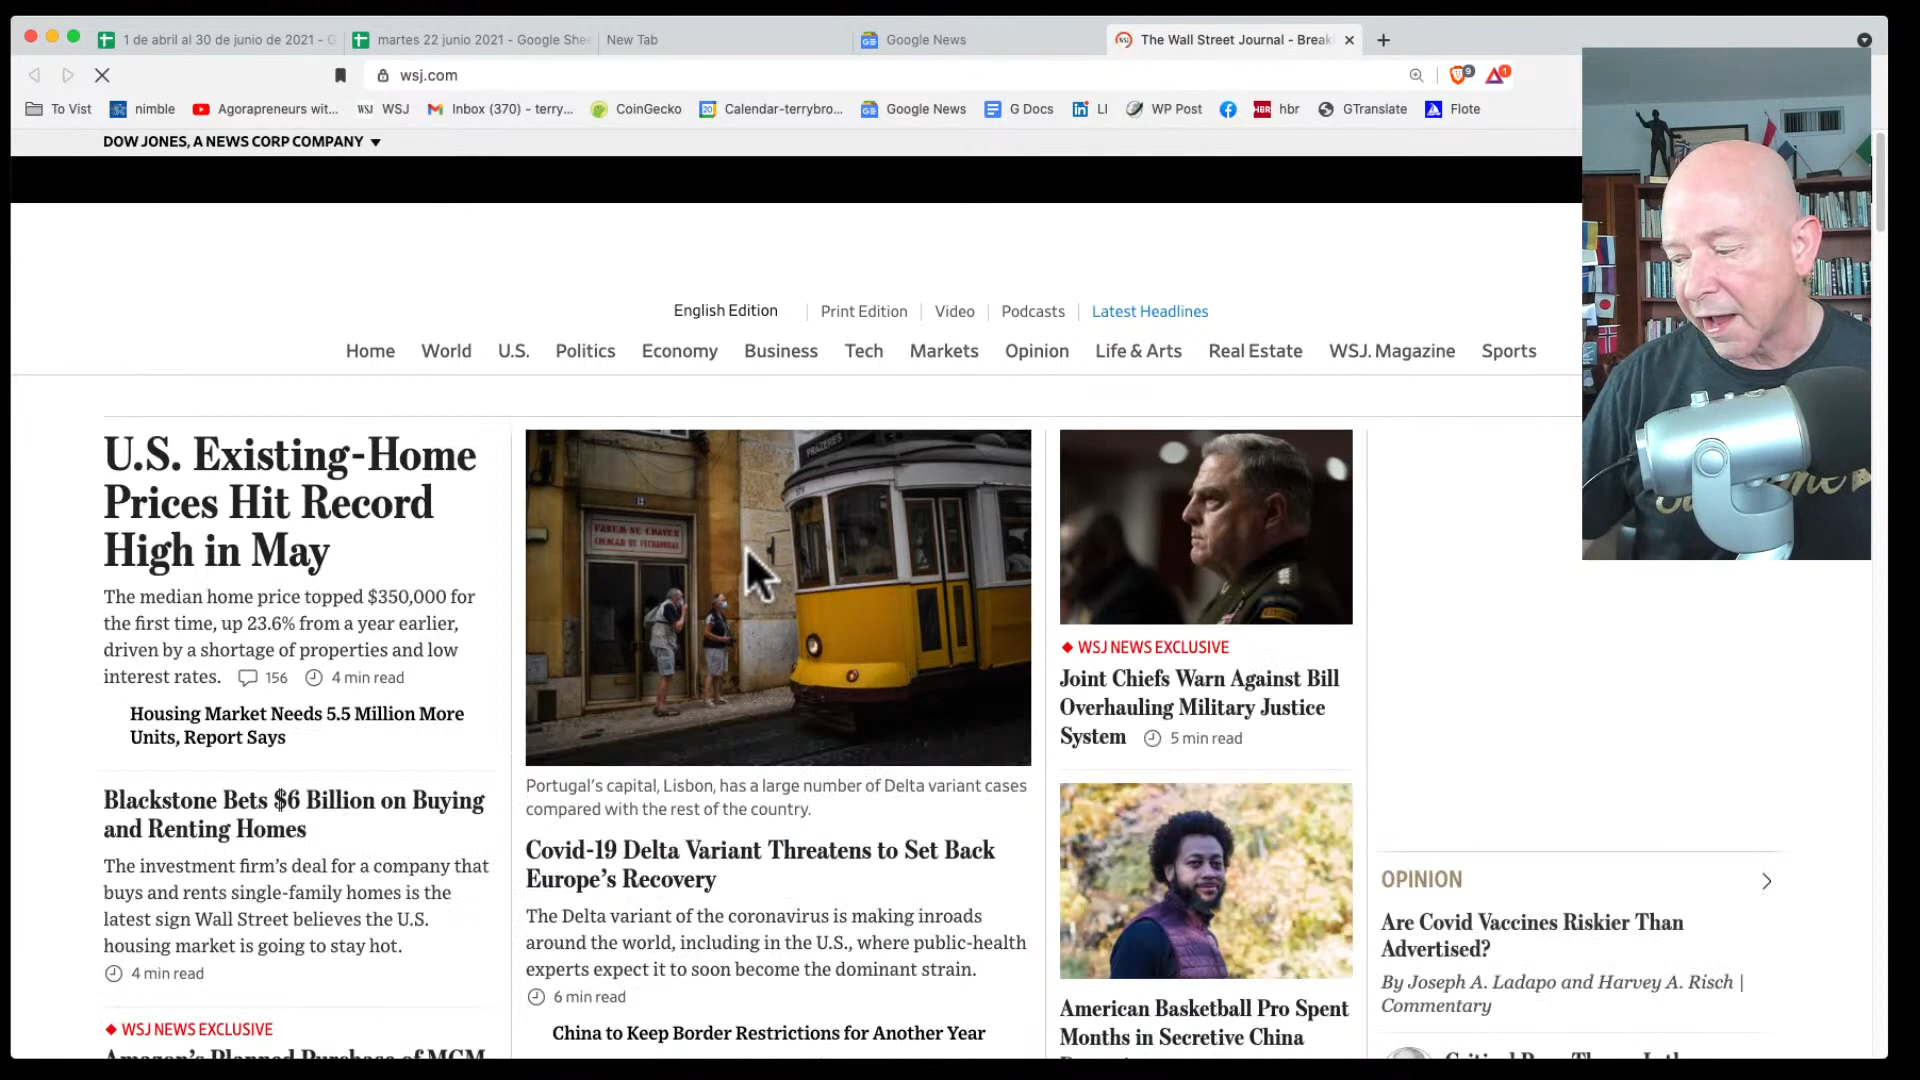 1 de abril al 30 de junio de 2021 - G
martes 22 junio 2021 - Google Shee
New Tab
Google News
The Wall Street Journal - Break
wsj.com
9
1
To Vist
nimble
Agorapreneurs wit...
WSJ WSJ
Inbox (370) - terry...
CoinGecko
Calendar-terrybro...
Google News
G Docs
LI
WP Post
HBR hbr
GTranslate
Flote
DOW JONES, A NEWS CORP COMPANY
English Edition
Print Edition
Video
Podcasts
Latest Headlines
Home
World
U.S.
Politics
Economy
Business
Tech
Markets
Opinion
Life & Arts
Real Estate
WSJ. Magazine
Sports
U.S. Existing-Home
Prices Hit Record
High in May
The median home price topped $350,000 for
the first time, up 23.6% from a year earlier,
driven by a shortage of properties and low
interest rates. 156 4 min read
Housing Market Needs 5.5 Million More
Units, Report Says
Blackstone Bets $6 Billion on Buying
and Renting Homes
The investment firm's deal for a company that
buys and rents single-family homes is the
latest sign Wall Street believes the U.S.
housing market is going to stay hot.
4 min read
WSJ NEWS EXCLUSIVE
Amazon's Planned Purchase of MGM
PRAZERES
Portugal's capital, Lisbon, has a large number of Delta variant cases
compared with the rest of the country.
Covid-19 Delta Variant Threatens to Set Back
Europe's Recovery
The Delta variant of the coronavirus is making inroads
around the world, including in the U.S., where public-health
experts expect it to soon become the dominant strain.
6 min read
China to Keep Border Restrictions for Another Year
WSJ NEWS EXCLUSIVE
Joint Chiefs Warn Against Bill
Overhauling Military Justice
System 5 min read
American Basketball Pro Spent
Months in Secretive China
OPINION
Are Covid Vaccines Riskier Than
Advertised?
By Joseph A. Ladapo and Harvey A. Risch |
Commentary